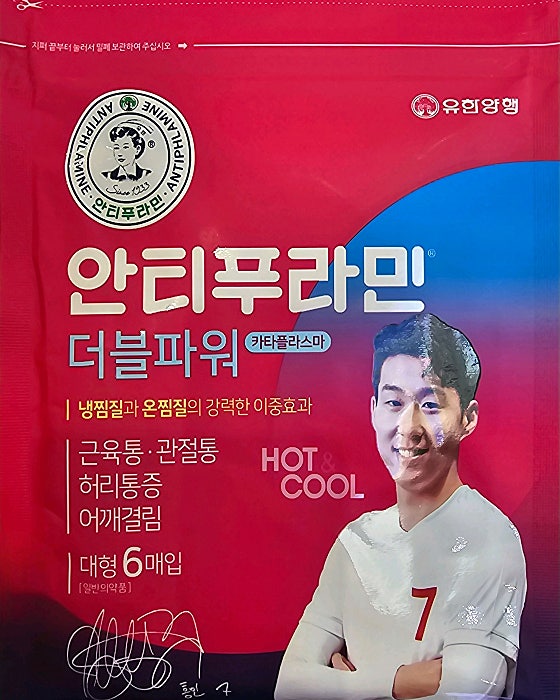 지퍼 끝부터 눌러서 밀폐 보관하여 주십시오
유한양행
ANTIPHLAMINE · 안티푸라민 · ANTIPHLAMINE
®
Since 1933
안티푸라민®
더블파워 카타플라스마
냉찜질과 온찜질의 강력한 이중효과
근육통·관절통
허리통증
어깨결림
HOT &
COOL
대형 6매입
[일반의약품]
7
흥민 7